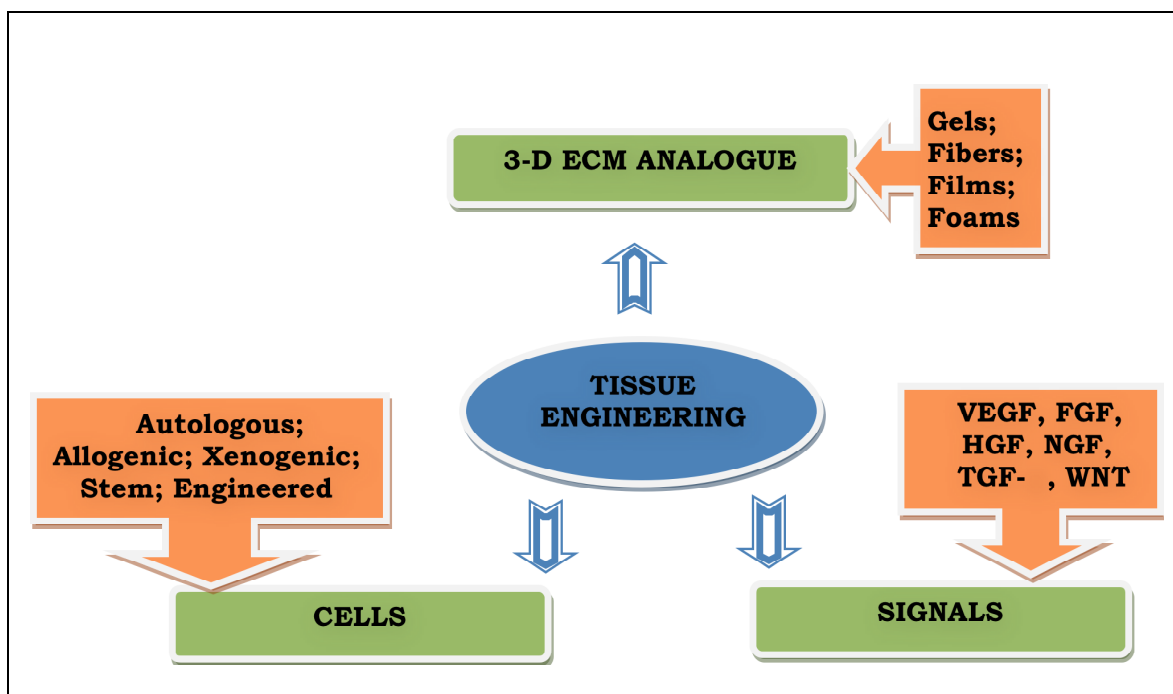 Gels;
Fibers;
Films;
Foams
3-D ECM ANALOGUE
TISSUE
ENGINEERING
Autologous;
Allogenic; Xenogenic;
Stem; Engineered
VEGF, FGF,
HGF, NGF,
TGF- , WNT
CELLS
SIGNALS